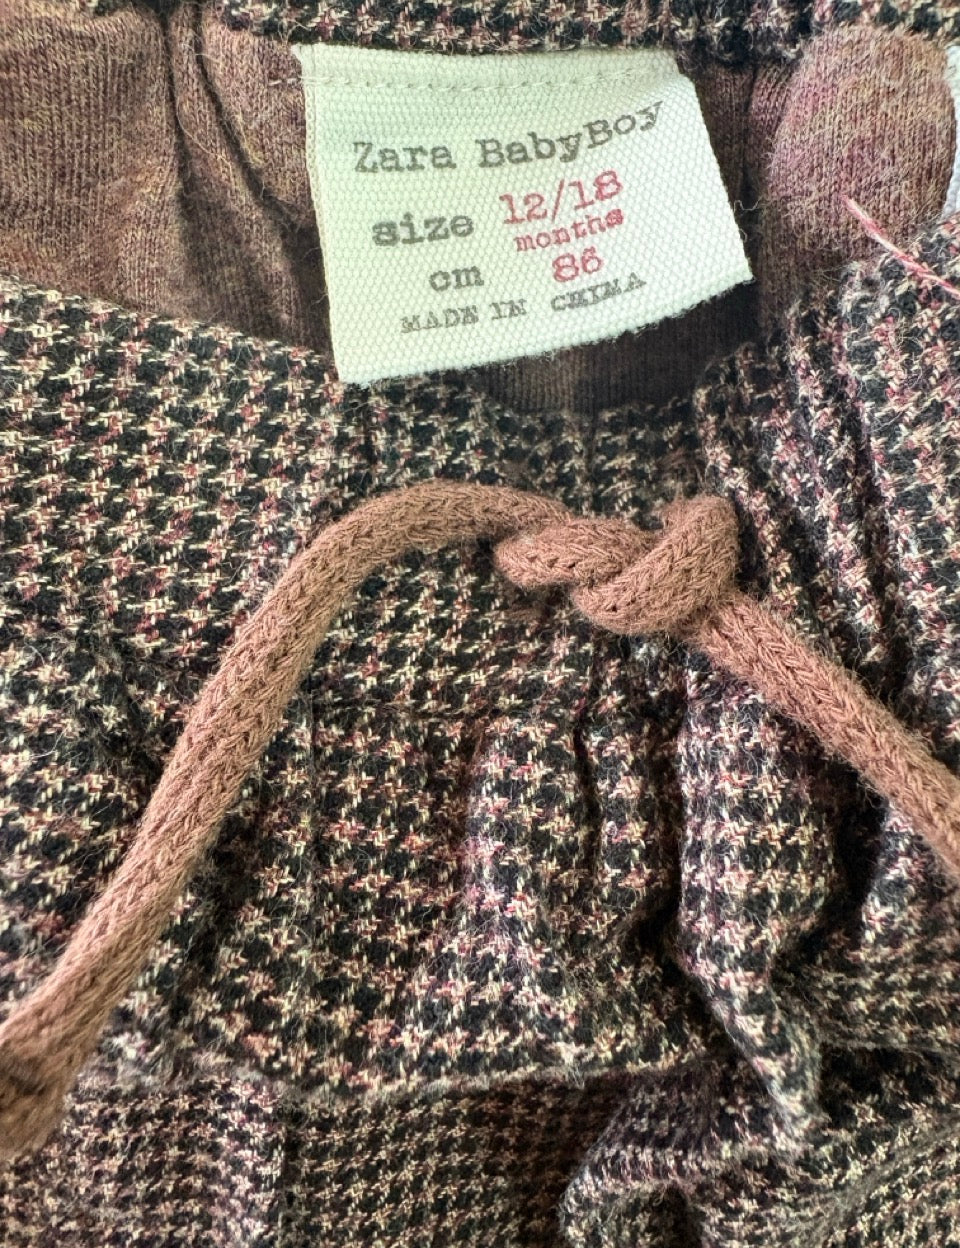 Zara BabyBoy
size 12/18
months
cm 86
MADE IN CHINA